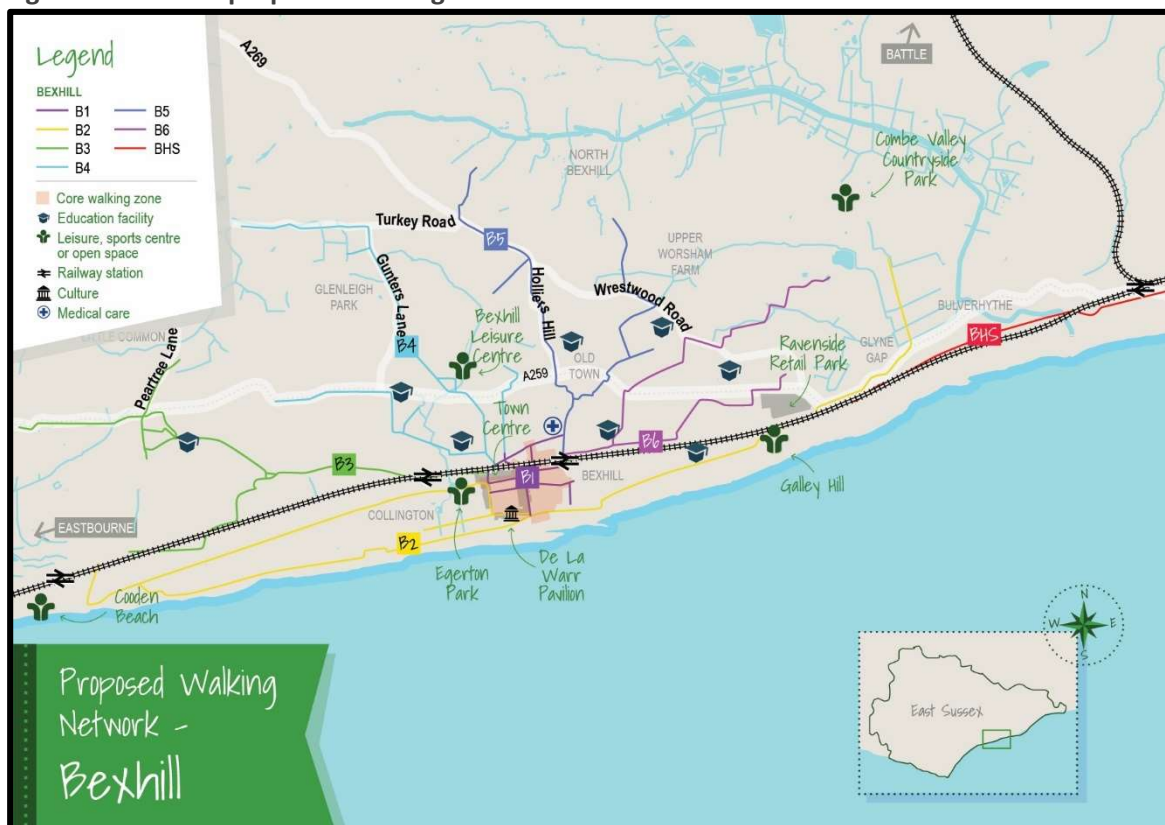 Legend
BEXHILL
B1
B2
B3
B4
B5
B6
BHS
Core walking zone
Education facility
Leisure, sports centre
or open space
Railway station
Culture
Medical care
A269
BATTLE
Combe Valley
Countryside
Park
NORTH
BEXHILL
Turkey Road
B5
UPPER
WORSHAM
FARM
Gunters Lane
GLENLEIGH
PARK
Holliers Hill
Wrestwood Road
BULVERHYTHE
COMMON
Peartree Lane
B4
Bexhill
Leisure
Centre
A259
OLD
TOWN
Ravenside
Retail Park
GLYNE
GAP
BHS
Town
Centre
B6
B3
B1
BEXHILL
Galley Hill
EASTBOURNE
COLLINGTON
B2
Egerton
Park
De La
Warr
Pavilion
Cooden
Beach
N
W
E
S
East Sussex
Proposed Walking
Network -
Bexhill